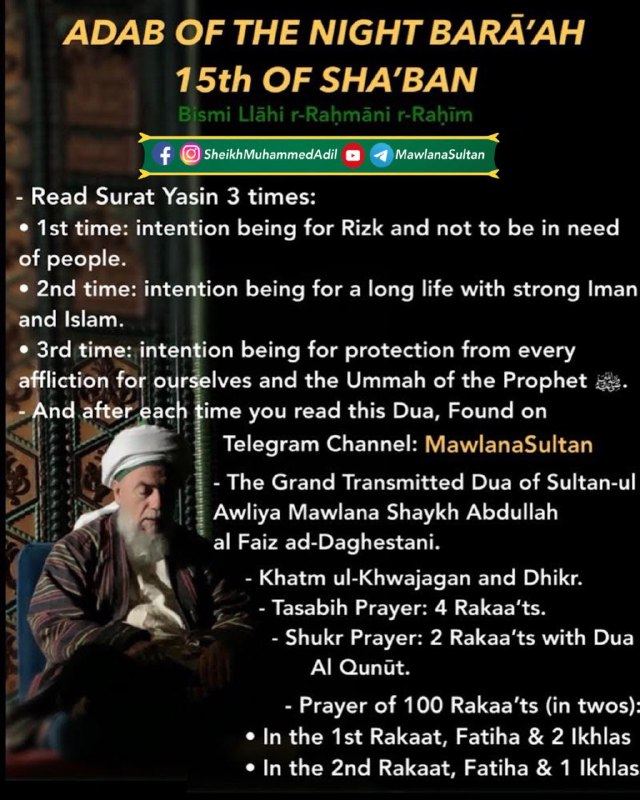 ADAB OF THE NIGHT BARĀ’AH
15th OF SHA’BAN
Bismi Llāhi r-Raḥmāni r-Raḥīm
SheikhMuhammedAdil MawlanaSultan
- Read Surat Yasin 3 times:
• 1st time: intention being for Rizk and not to be in need
of people.
• 2nd time: intention being for a long life with strong Iman
and Islam.
• 3rd time: intention being for protection from every
affliction for ourselves and the Ummah of the Prophet ﷺ.
- And after each time you read this Dua, Found on
Telegram Channel: MawlanaSultan
- The Grand Transmitted Dua of Sultan-ul
Awliya Mawlana Shaykh Abdullah
al Faiz ad-Daghestani.
- Khatm ul-Khwajagan and Dhikr.
- Tasabih Prayer: 4 Rakaa’ts.
- Shukr Prayer: 2 Rakaa’ts with Dua
Al Qunūt.
- Prayer of 100 Rakaa’ts (in twos):
• In the 1st Rakaat, Fatiha & 2 Ikhlas
• In the 2nd Rakaat, Fatiha & 1 Ikhlas